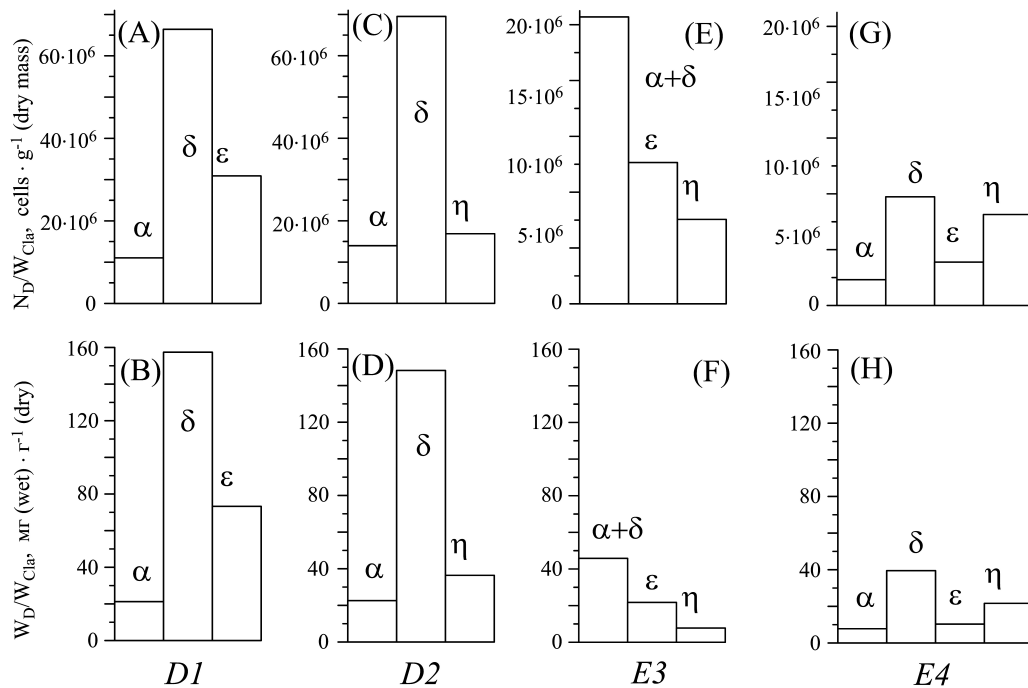 N_D/W_Cla, cells · g⁻¹ (dry mass)
(A)
60·10⁶
40·10⁶
20·10⁶
0
α
δ
ε
(C)
60·10⁶
40·10⁶
20·10⁶
0
α
δ
η
(E)
20·10⁶
15·10⁶
10·10⁶
5·10⁶
0
α+δ
ε
η
(G)
20·10⁶
15·10⁶
10·10⁶
5·10⁶
0
α
δ
ε
η
W_D/W_Cla, мг (wet) · г⁻¹ (dry)
(B)
160
120
80
40
0
α
δ
ε
D1
(D)
160
120
80
40
0
α
δ
η
D2
(F)
160
120
80
40
0
α+δ
ε
η
E3
(H)
160
120
80
40
0
α
δ
ε
η
E4